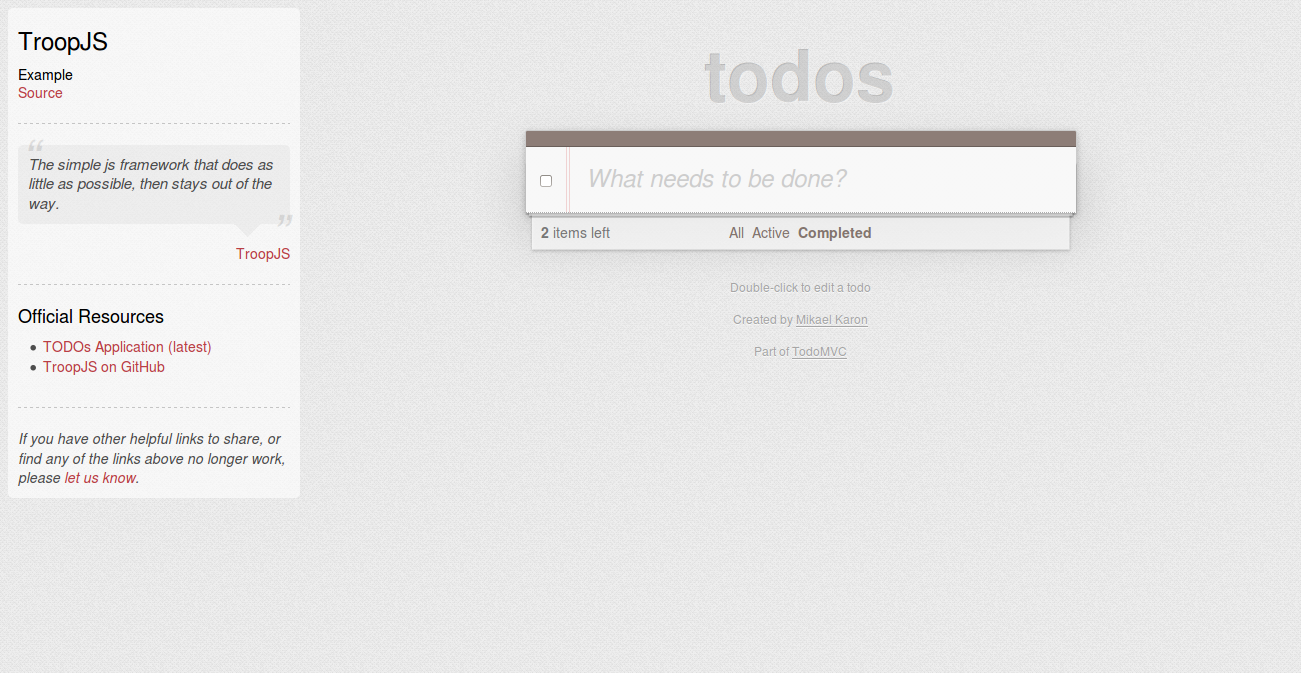 TroopJS
Example
Source
“
The simple js framework that does as
little as possible, then stays out of the
way.
”
TroopJS
Official Resources
TODOs Application (latest)
TroopJS on GitHub
If you have other helpful links to share, or
find any of the links above no longer work,
please let us know.
todos
What needs to be done?
2 items left
All Active Completed
Double-click to edit a todo
Created by Mikael Karon
Part of TodoMVC